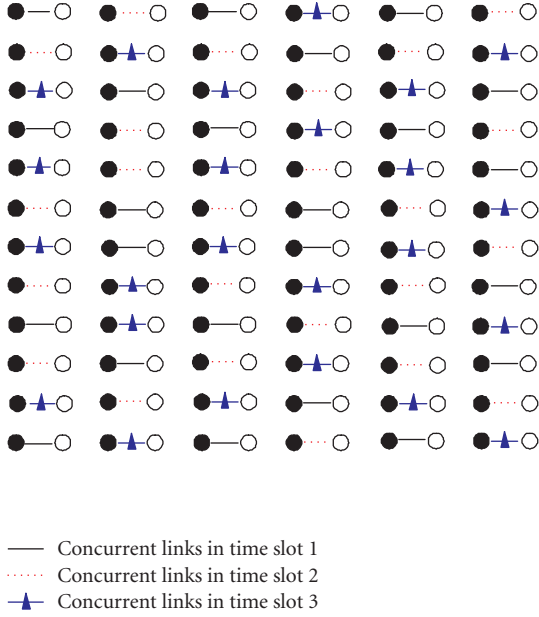 Concurrent links in time slot 1
Concurrent links in time slot 2
Concurrent links in time slot 3